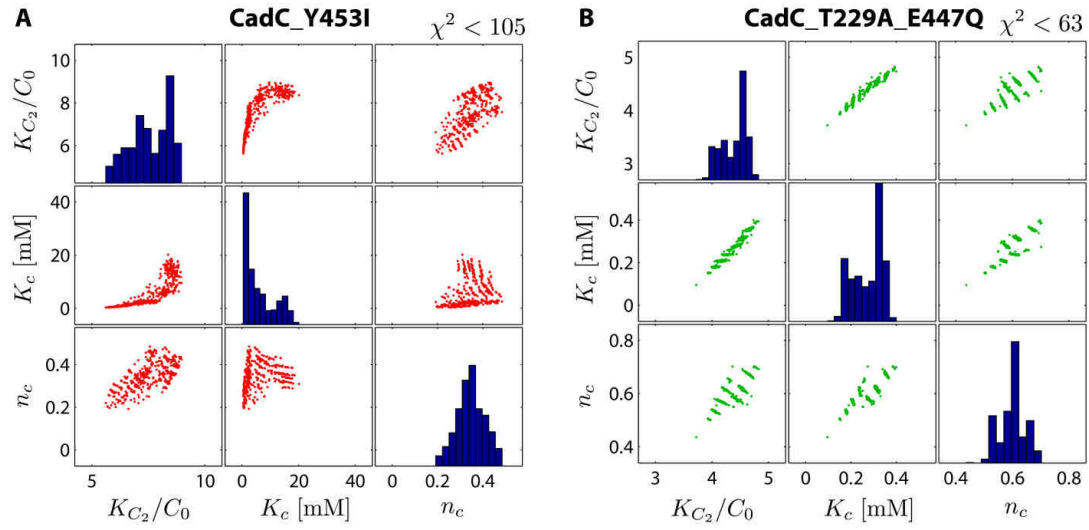 A CadC_Y453I χ² < 105
K_{C_2}/C_0
10
8
6
K_c [mM]
40
20
0
n_c
0.4
0.2
0
5 10 0 20 40 0 0.2 0.4
K_{C_2}/C_0 K_c [mM] n_c
B CadC_T229A_E447Q χ² < 63
K_{C_2}/C_0
5
4
3
K_c [mM]
0.4
0.2
0
n_c
0.8
0.6
0.4
3 4 5 0 0.2 0.4 0.4 0.6 0.8
K_{C_2}/C_0 K_c [mM] n_c